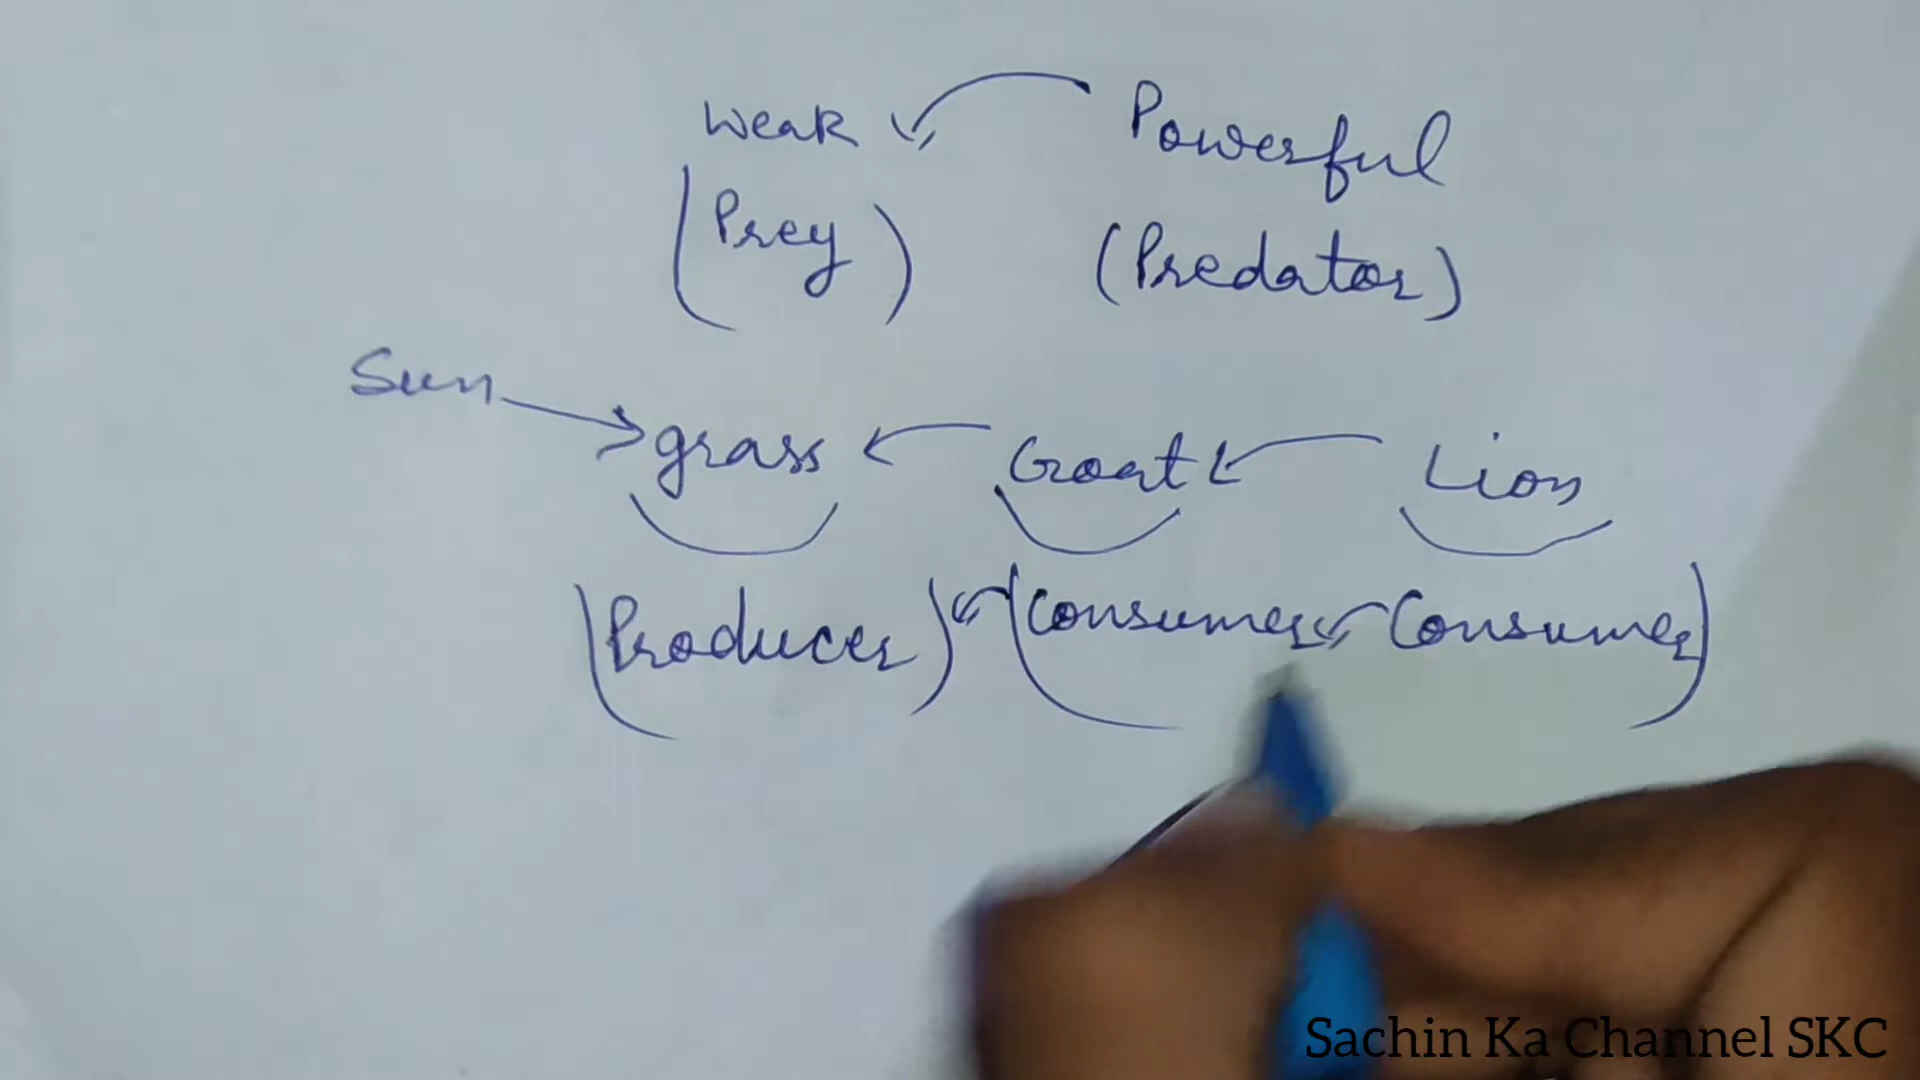 Weak Powerful
(Prey) (Predator)
Sun
grass Goat Lion
(Producer) (Consumer Consumer)
Sachin Ka Channel SKC